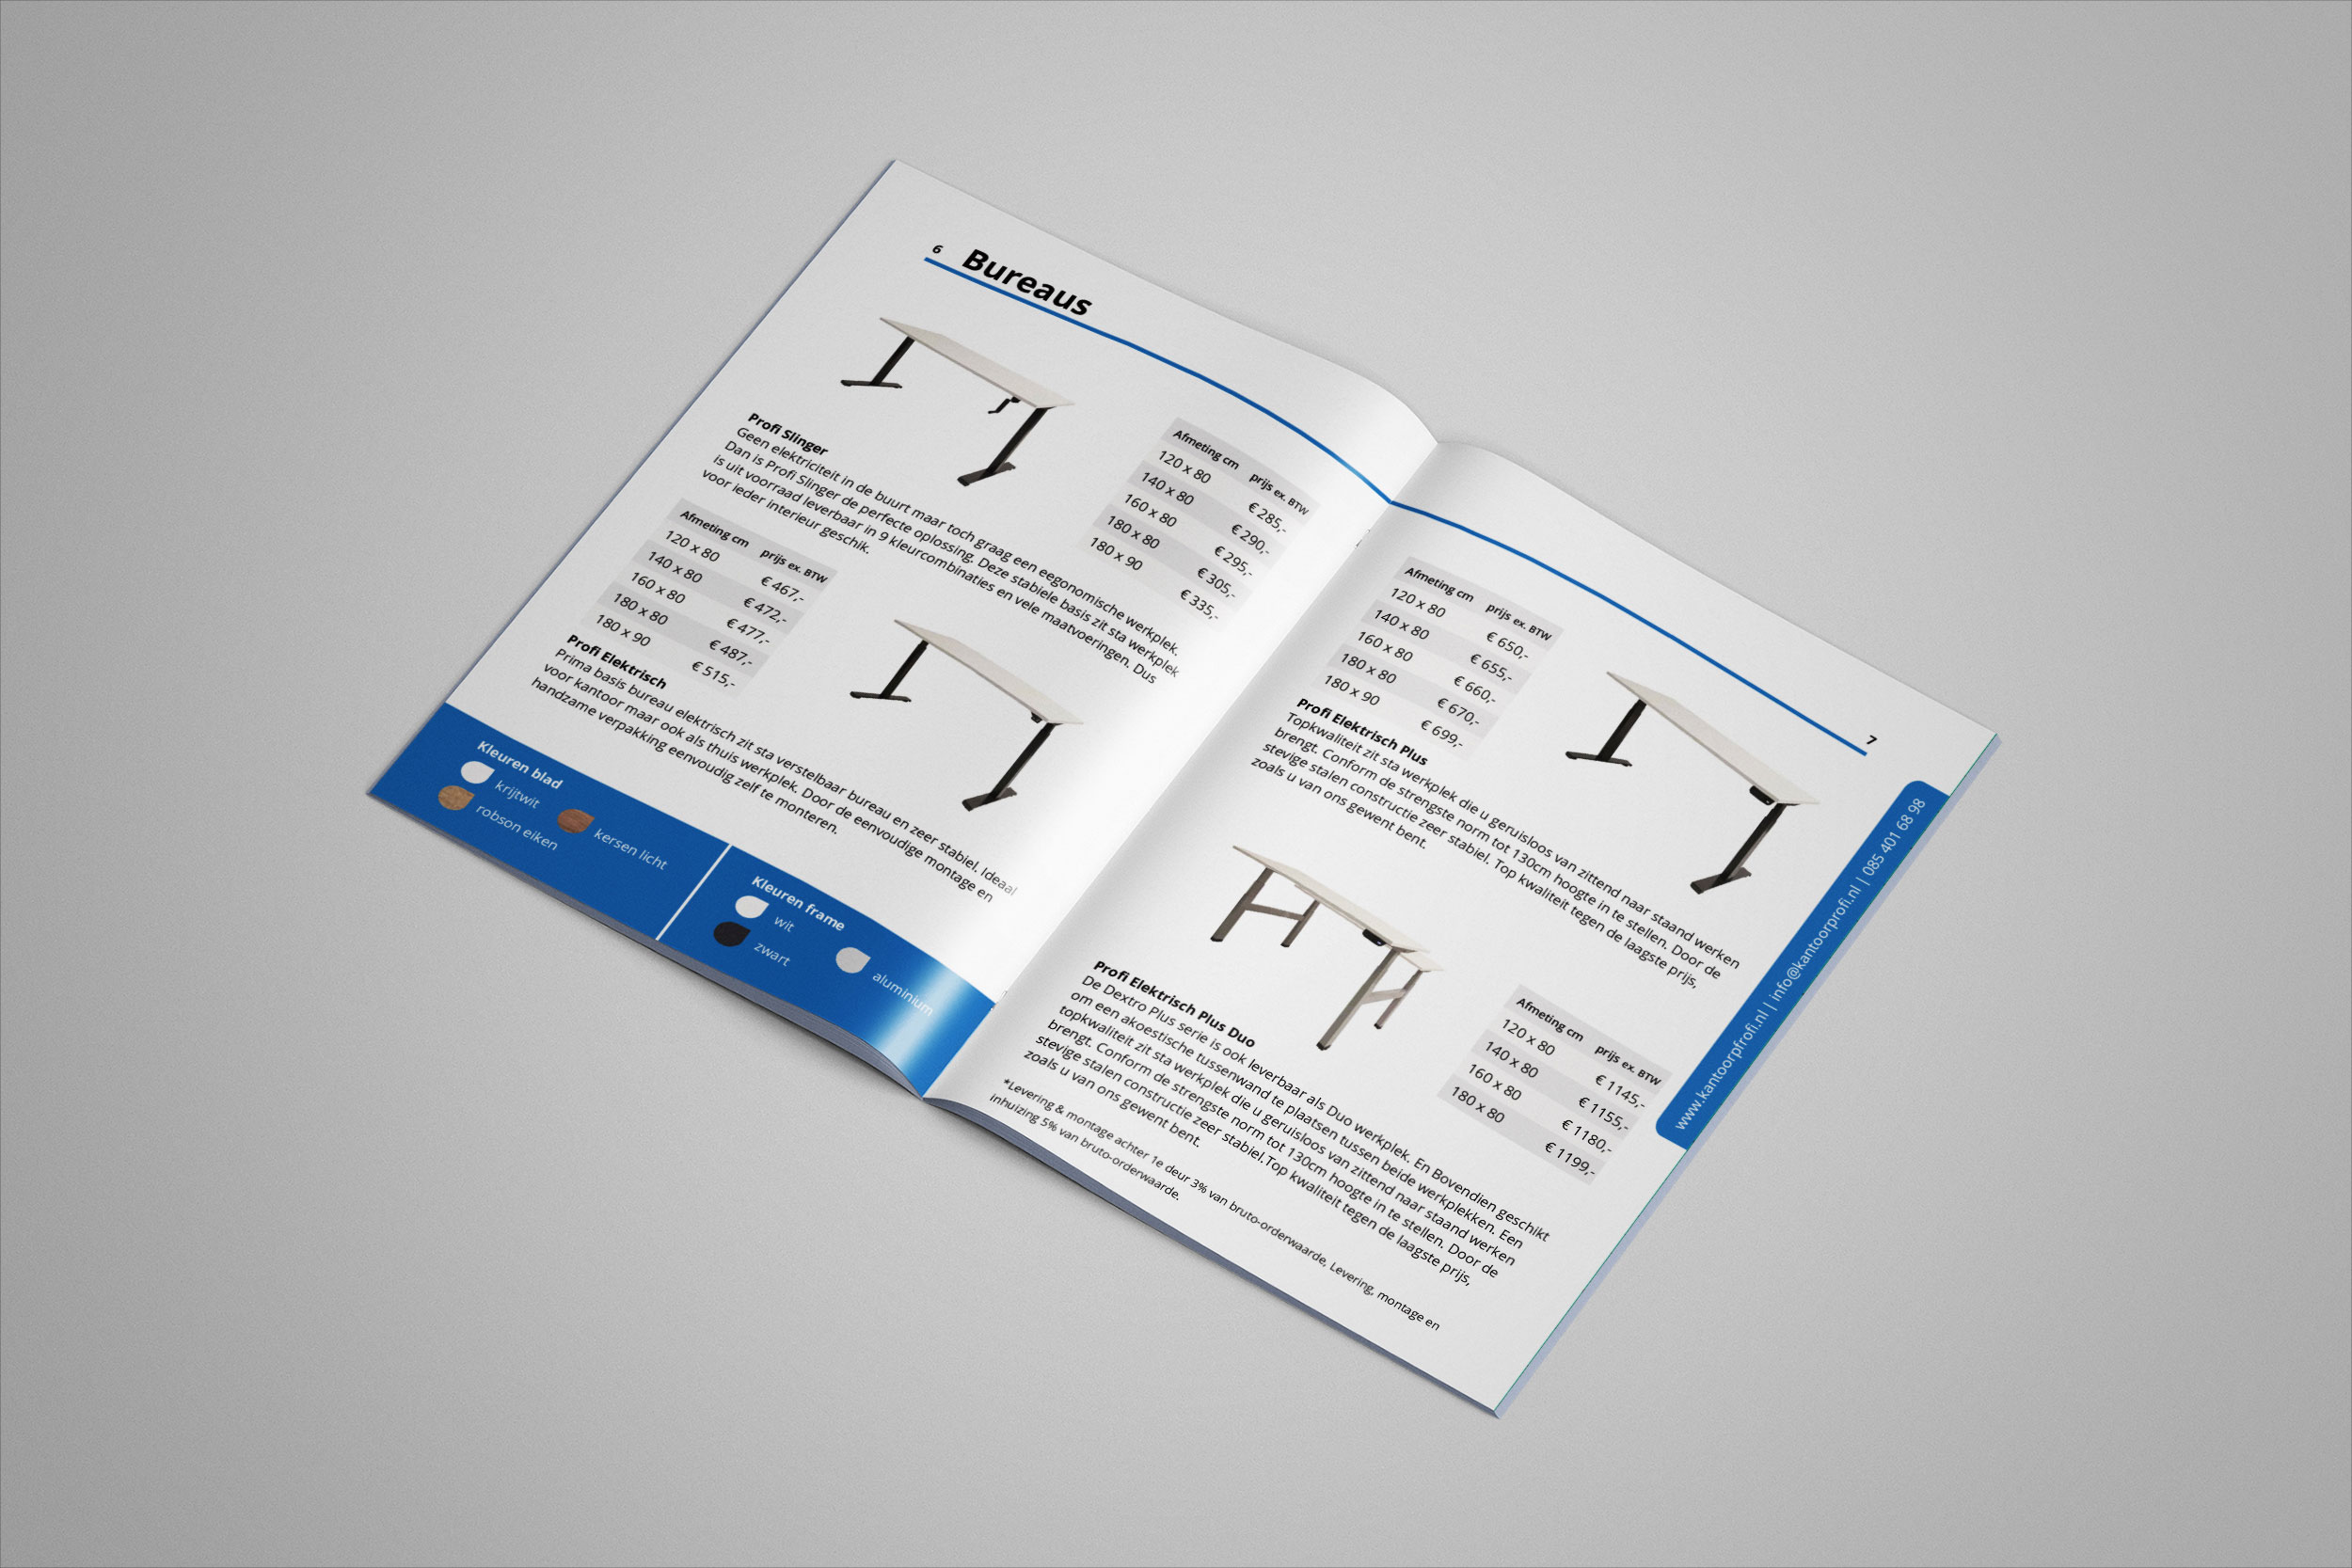 6 Bureaus
Profi Slinger
Geen elektriciteit in de buurt maar toch graag een eegonomische werkplek.
Dan is Profi Slinger de perfecte oplossing. Deze stabiele basis zit sta werkplek
is uit voorraad leverbaar in 9 kleurcombinaties en vele maatvoeringen. Dus
voor ieder interieur geschik.
Afmeting cm prijs ex. BTW
120 x 80 € 285,-
140 x 80 € 290,-
160 x 80 € 295,-
180 x 80 € 305,-
180 x 90 € 335,-
Afmeting cm prijs ex. BTW
120 x 80 € 467,-
140 x 80 € 472,-
160 x 80 € 477,-
180 x 80 € 487,-
180 x 90 € 515,-
Profi Elektrisch
Prima basis bureau elektrisch zit sta verstelbaar bureau en zeer stabiel. Ideaal
voor kantoor maar ook als thuis werkplek. Door de eenvoudige montage en
handzame verpakking eenvoudig zelf te monteren.
Kleuren blad
krijtwit
robson eiken
kersen licht
Kleuren frame
wit
zwart
aluminium
7
Afmeting cm prijs ex. BTW
120 x 80 € 650,-
140 x 80 € 655,-
160 x 80 € 660,-
180 x 80 € 670,-
180 x 90 € 699,-
Profi Elektrisch Plus
Topkwaliteit zit sta werkplek die u geruisloos van zittend naar staand werken
brengt. Conform de strengste norm tot 130cm hoogte in te stellen. Door de
stevige stalen constructie zeer stabiel. Top kwaliteit tegen de laagste prijs,
zoals u van ons gewent bent.
Profi Elektrisch Plus Duo
De Dextro Plus serie is ook leverbaar als Duo werkplek. En Bovendien geschikt
om een akoestische tussenwand te plaatsen tussen beide werkplekken. Een
topkwaliteit zit sta werkplek die u geruisloos van zittend naar staand werken
brengt. Conform de strengste norm tot 130cm hoogte in te stellen. Door de
stevige stalen constructie zeer stabiel.Top kwaliteit tegen de laagste prijs,
zoals u van ons gewent bent.
Afmeting cm prijs ex. BTW
120 x 80 € 1145,-
140 x 80 € 1155,-
160 x 80 € 1180,-
180 x 80 € 1199,-
*Levering & montage achter 1e deur 3% van bruto-orderwaarde, Levering, montage en
inhuizing 5% van bruto-orderwaarde.
www.kantoorpfrofi.nl | info@kantoorprofi.nl | 085 401 68 98